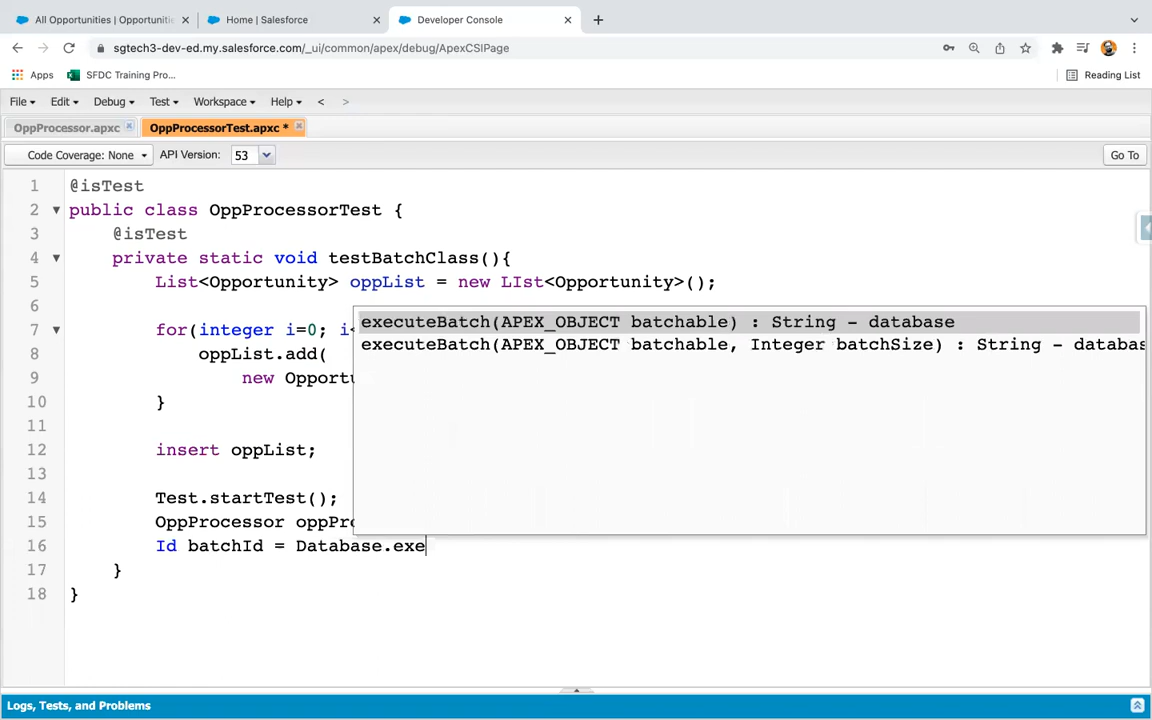 All Opportunities | Opportuniti
Home | Salesforce
Developer Console
sgtech3-dev-ed.my.salesforce.com/_ui/common/apex/debug/ApexCSIPage
Apps
SFDC Training Pro...
Reading List
File
Edit
Debug
Test
Workspace
Help
<
>
OppProcessor.apxc
OppProcessorTest.apxc *
Code Coverage: None
API Version:
53
Go To
1 @isTest
2 public class OppProcessorTest {
3 @isTest
4 private static void testBatchClass(){
5 List<Opportunity> oppList = new LIst<Opportunity>();
6
7 for(integer i=0; i<
8 oppList.add(
9 new Opportu
10 }
11
12 insert oppList;
13
14 Test.startTest();
15 OppProcessor oppPro
16 Id batchId = Database.exe
17 }
18 }
executeBatch(APEX_OBJECT batchable) : String - database
executeBatch(APEX_OBJECT batchable, Integer batchSize) : String - databas
Logs, Tests, and Problems